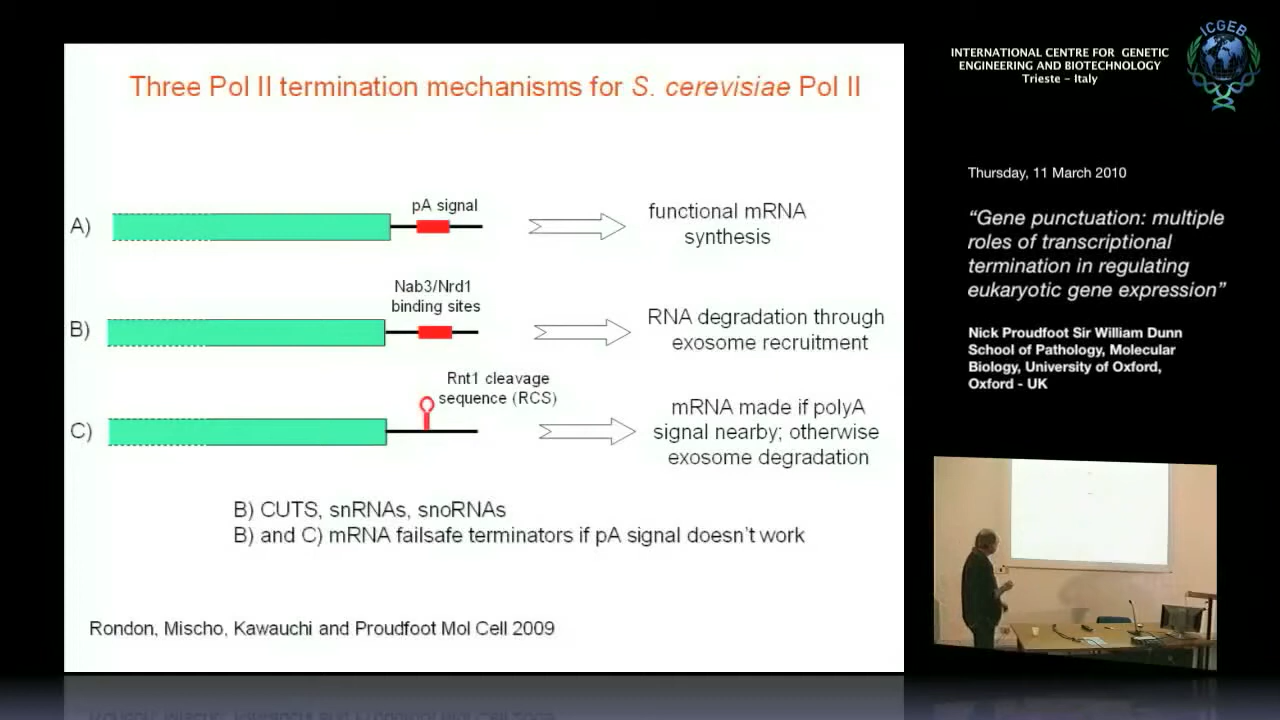 Three Pol II termination mechanisms for S. cerevisiae Pol II
A)
pA signal
functional mRNA
synthesis
B)
Nab3/Nrd1
binding sites
RNA degradation through
exosome recruitment
C)
Rnt1 cleavage
sequence (RCS)
mRNA made if polyA
signal nearby; otherwise
exosome degradation
B) CUTS, snRNAs, snoRNAs
B) and C) mRNA failsafe terminators if pA signal doesn't work
Rondon, Mischo, Kawauchi and Proudfoot Mol Cell 2009
INTERNATIONAL CENTRE FOR GENETIC
ENGINEERING AND BIOTECHNOLOGY
Trieste – Italy
ICGEB
Thursday, 11 March 2010
“Gene punctuation: multiple
roles of transcriptional
termination in regulating
eukaryotic gene expression”
Nick Proudfoot Sir William Dunn
School of Pathology, Molecular
Biology, University of Oxford,
Oxford - UK